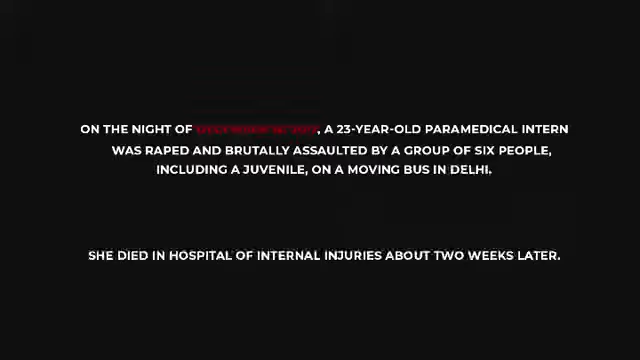 ON THE NIGHT OF , A 23-YEAR-OLD PARAMEDICAL INTERN
WAS RAPED AND BRUTALLY ASSAULTED BY A GROUP OF SIX PEOPLE,
INCLUDING A JUVENILE, ON A MOVING BUS IN DELHI.
SHE DIED IN HOSPITAL OF INTERNAL INJURIES ABOUT TWO WEEKS LATER.